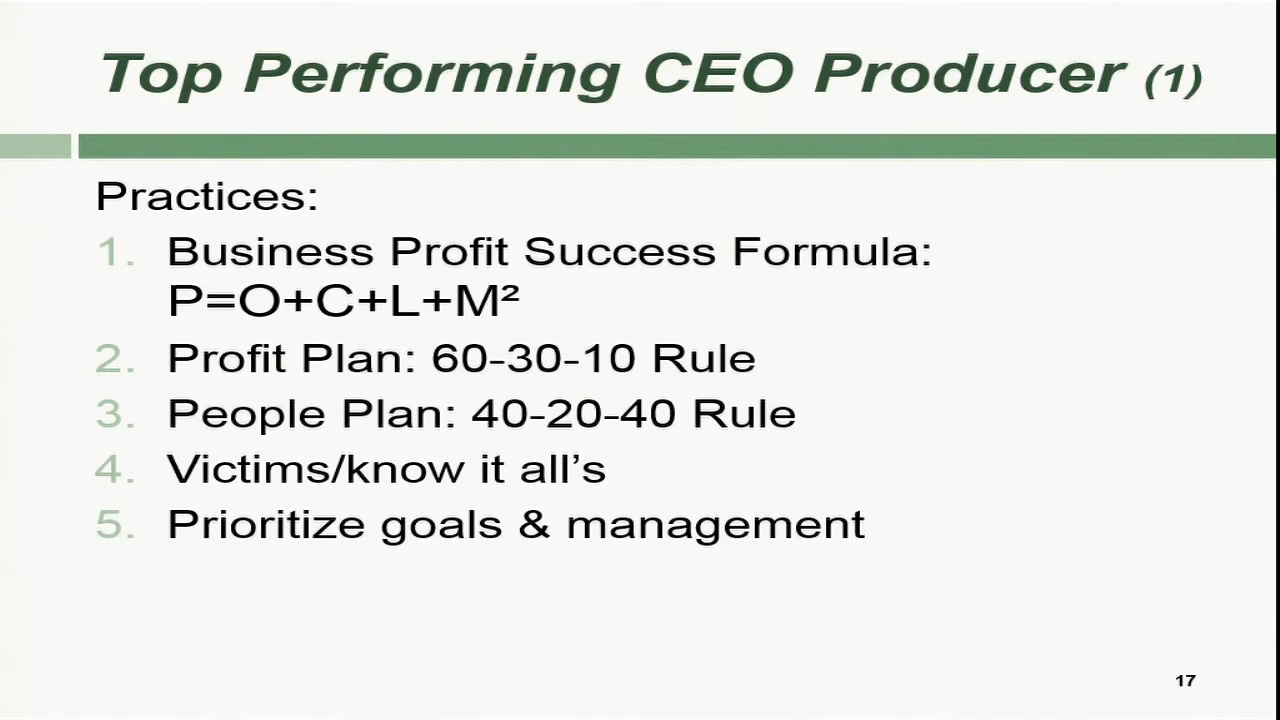 Top Performing CEO Producer (1)
Practices:
1. Business Profit Success Formula:
P=O+C+L+M²
2. Profit Plan: 60-30-10 Rule
3. People Plan: 40-20-40 Rule
4. Victims/know it all’s
5. Prioritize goals & management
17